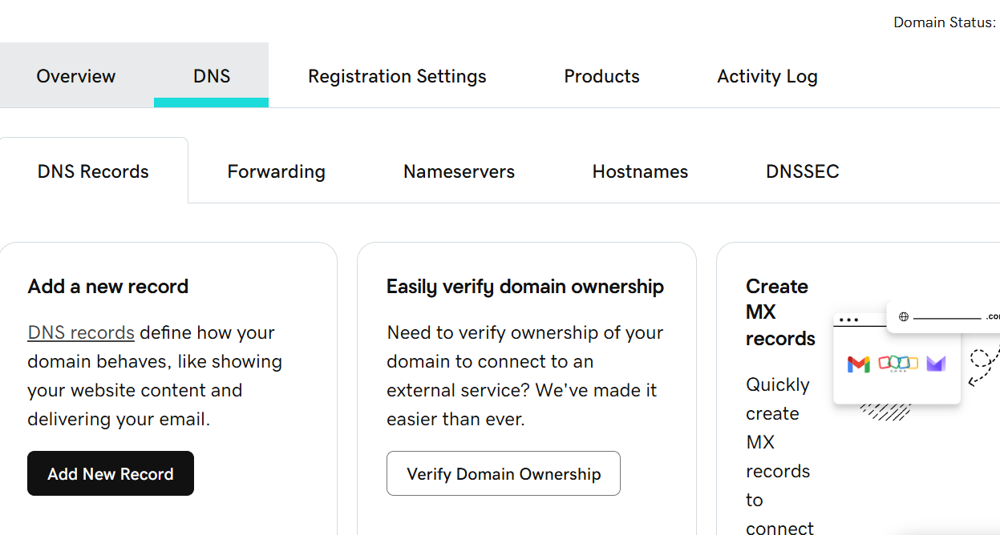 Domain Status:
Overview
DNS
Registration Settings
Products
Activity Log
DNS Records
Forwarding
Nameservers
Hostnames
DNSSEC
Add a new record
DNS records define how your
domain behaves, like showing
your website content and
delivering your email.
Add New Record
Easily verify domain ownership
Need to verify ownership of your
domain to connect to an
external service? We've made it
easier than ever.
Verify Domain Ownership
Create
MX
records
Quickly
create
MX
records
to
connect